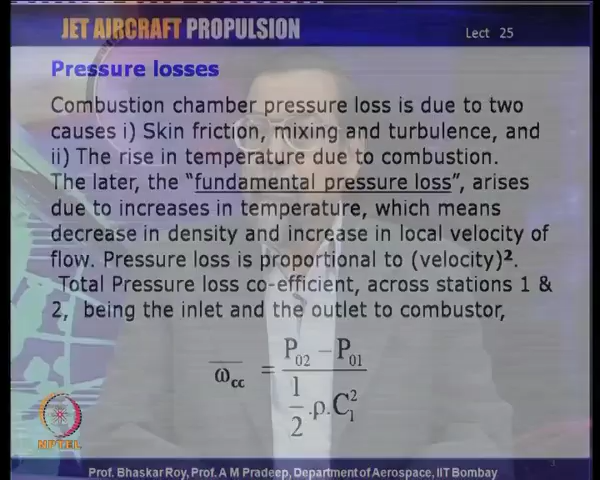 JET AIRCRAFT PROPULSION
Lect 25
Pressure losses
Combustion chamber pressure loss is due to two
causes i) Skin friction, mixing and turbulence, and
ii) The rise in temperature due to combustion.
The later, the “fundamental pressure loss”, arises
due to increases in temperature, which means
decrease in density and increase in local velocity of
flow. Pressure loss is proportional to (velocity)².
Total Pressure loss co-efficient, across stations 1 &
2, being the inlet and the outlet to combustor,
ω̅cc = (P02 – P01) / (1/2 .ρ.C1²)
NPTEL
3
Prof. Bhaskar Roy, Prof. A M Pradeep, Department of Aerospace, IIT Bombay